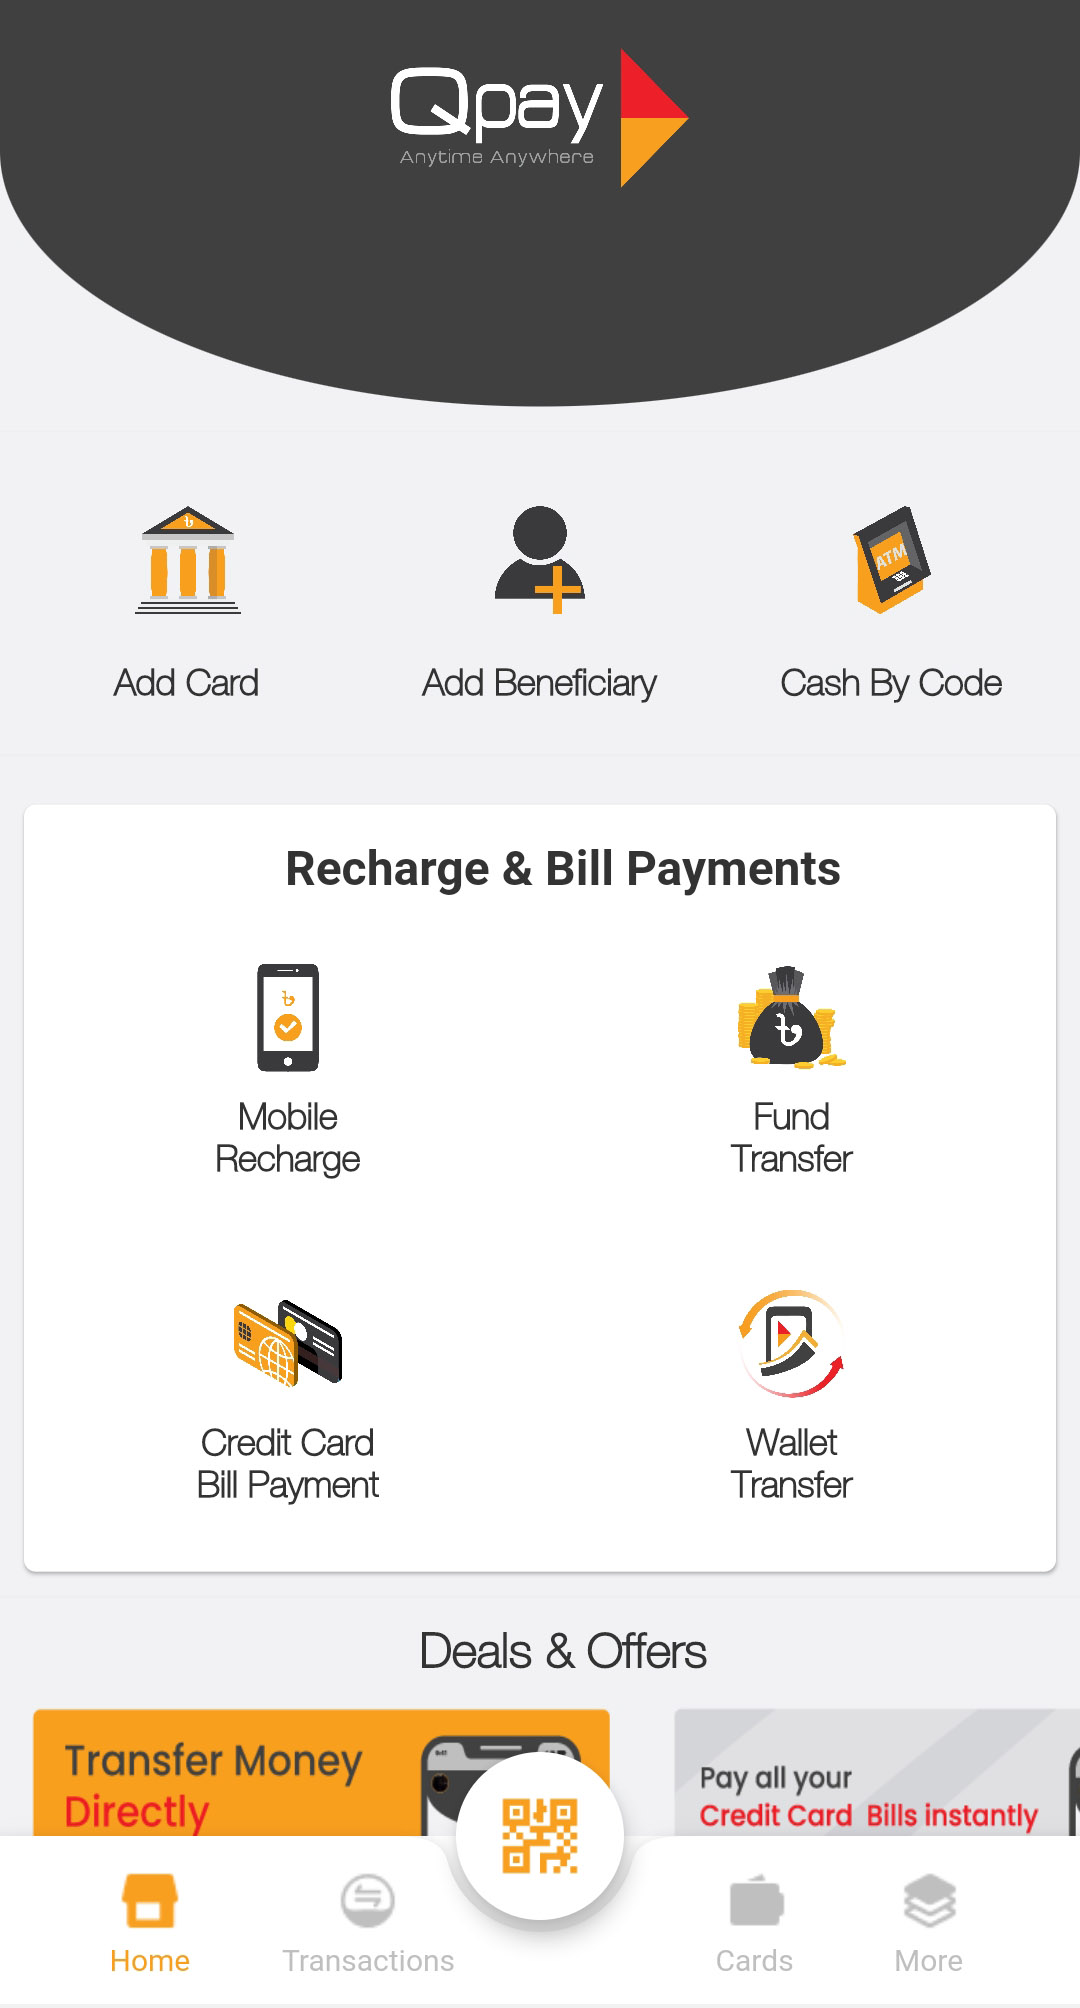 Qpay
Anytime Anywhere
৳
ATM
Add Card
Add Beneficiary
Cash By Code
Recharge & Bill Payments
৳
৳
Mobile
Recharge
Fund
Transfer
Credit Card
Bill Payment
Wallet
Transfer
Deals & Offers
Transfer Money
Directly
Pay all your
Credit Card Bills instantly
Home
Transactions
Cards
More